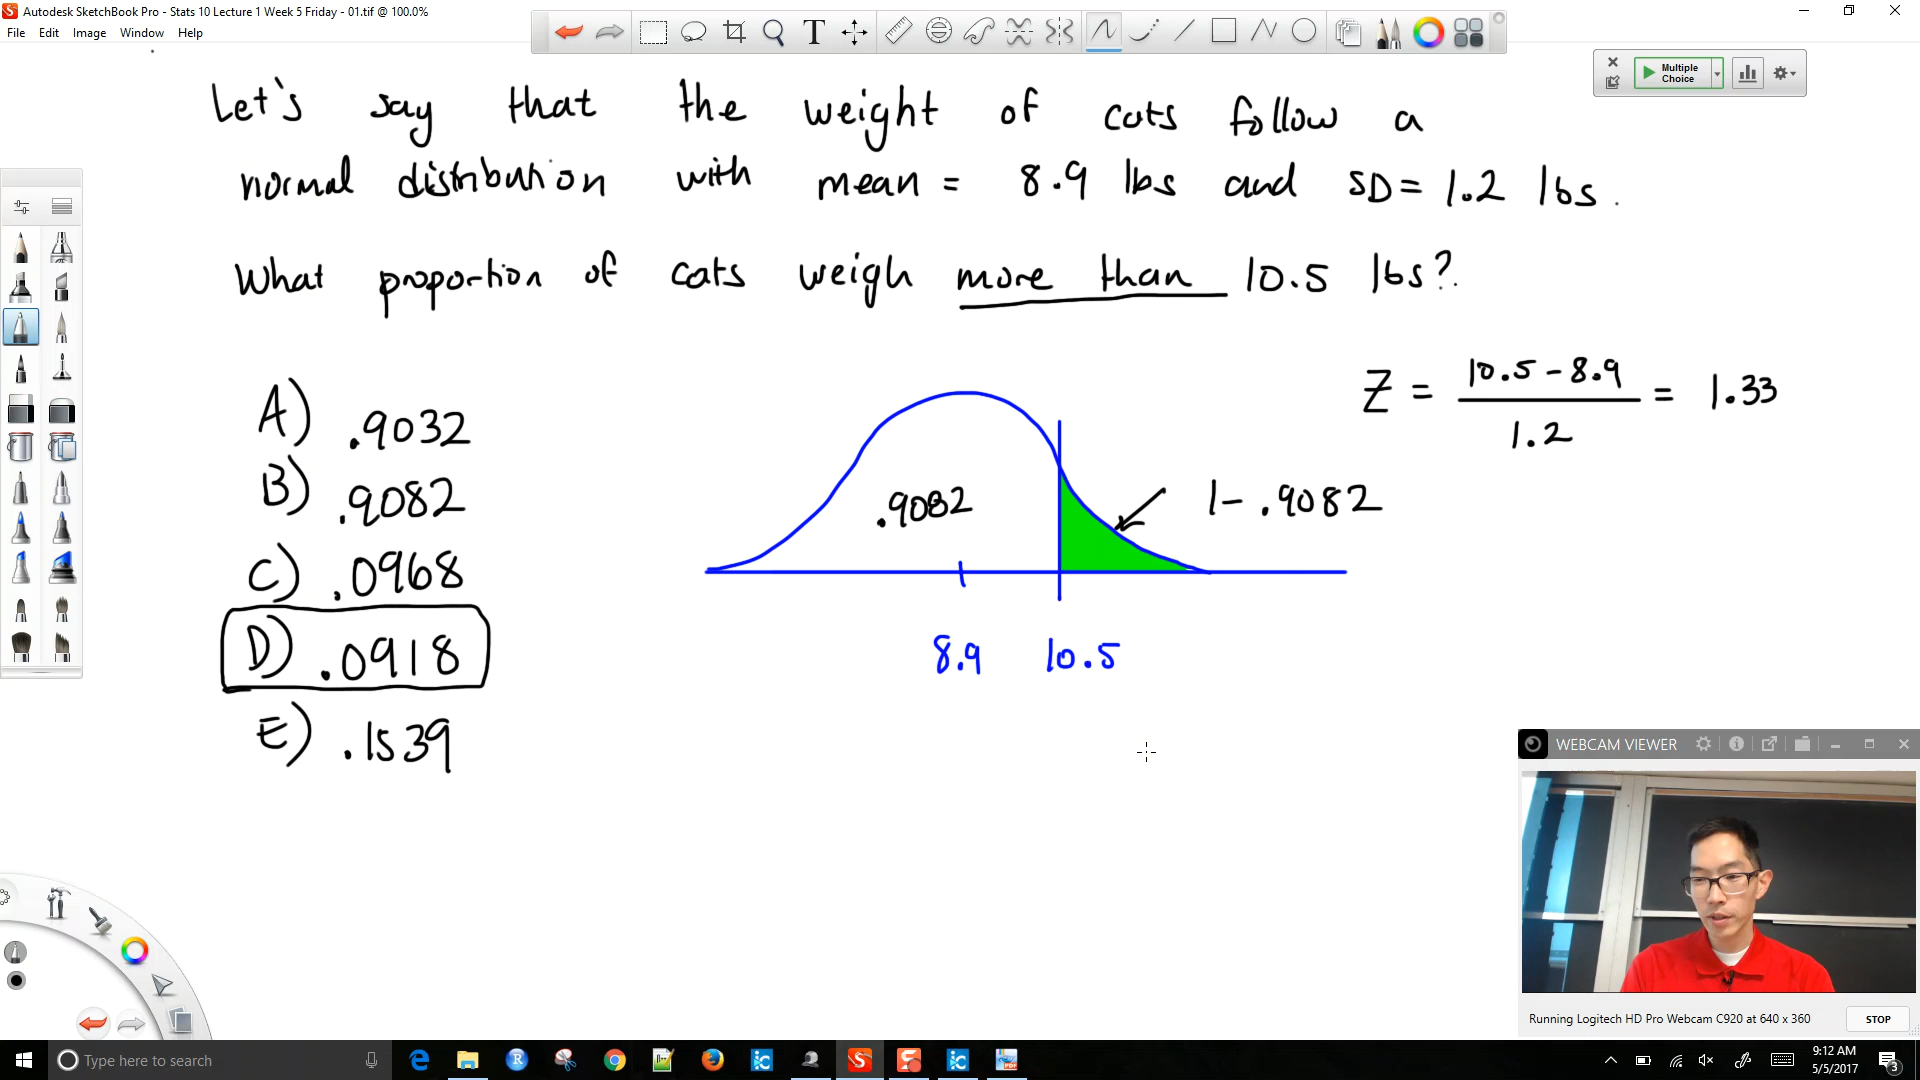 Autodesk SketchBook Pro - Stats 10 Lecture 1 Week 5 Friday - 01.tif @ 100.0%
File Edit Image Window Help
Multiple Choice
Let's say that the weight of cats follow a
normal distribution with mean = 8.9 lbs and SD = 1.2 lbs.
What proportion of cats weigh more than 10.5 lbs?
A) .9032
B) .9082
C) .0968
D) .0918
E) .1539
.9082
1 - .9082
8.9 10.5
Z = 10.5 - 8.9 / 1.2 = 1.33
WEBCAM VIEWER
Running Logitech HD Pro Webcam C920 at 640 x 360
STOP
Type here to search
9:12 AM
5/5/2017
3